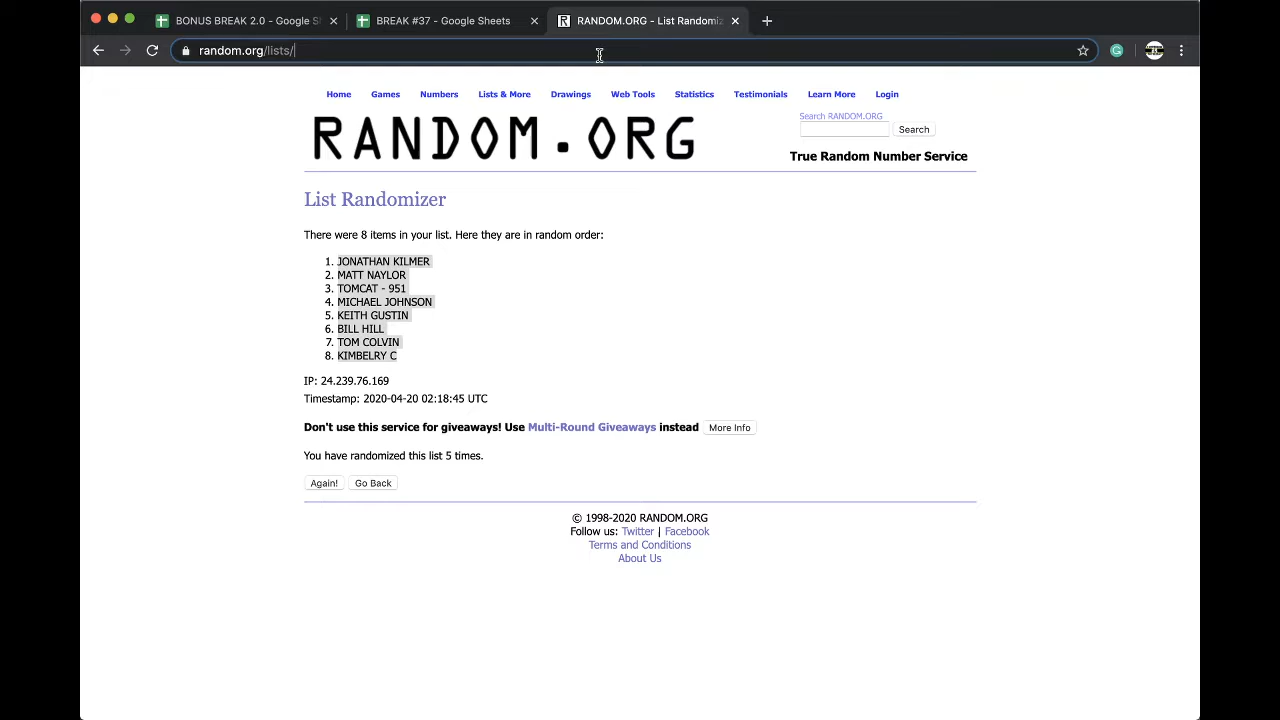 BONUS BREAK 2.0 - Google S
BREAK #37 - Google Sheets
RANDOM.ORG - List Randomiz
random.org/lists/
Home Games Numbers Lists & More Drawings Web Tools Statistics Testimonials Learn More Login
RANDOM.ORG
Search RANDOM.ORG
Search
True Random Number Service
List Randomizer
There were 8 items in your list. Here they are in random order:
1. JONATHAN KILMER
2. MATT NAYLOR
3. TOMCAT - 951
4. MICHAEL JOHNSON
5. KEITH GUSTIN
6. BILL HILL
7. TOM COLVIN
8. KIMBELRY C
IP: 24.239.76.169
Timestamp: 2020-04-20 02:18:45 UTC
Don't use this service for giveaways! Use Multi-Round Giveaways instead More Info
You have randomized this list 5 times.
Again! Go Back
© 1998-2020 RANDOM.ORG
Follow us: Twitter | Facebook
Terms and Conditions
About Us